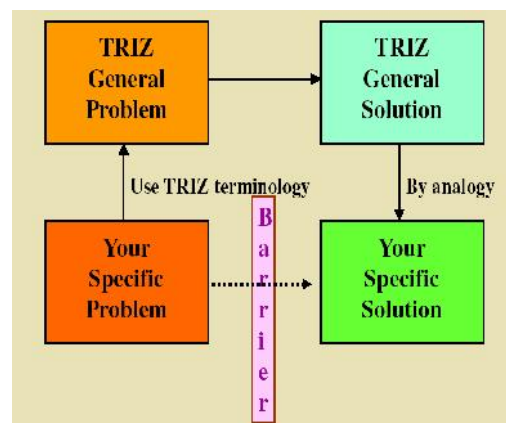 TRIZ
General
Problem
TRIZ
General
Solution
Use TRIZ terminology
By analogy
Your
Specific
Problem
B
a
r
r
i
e
r
Your
Specific
Solution